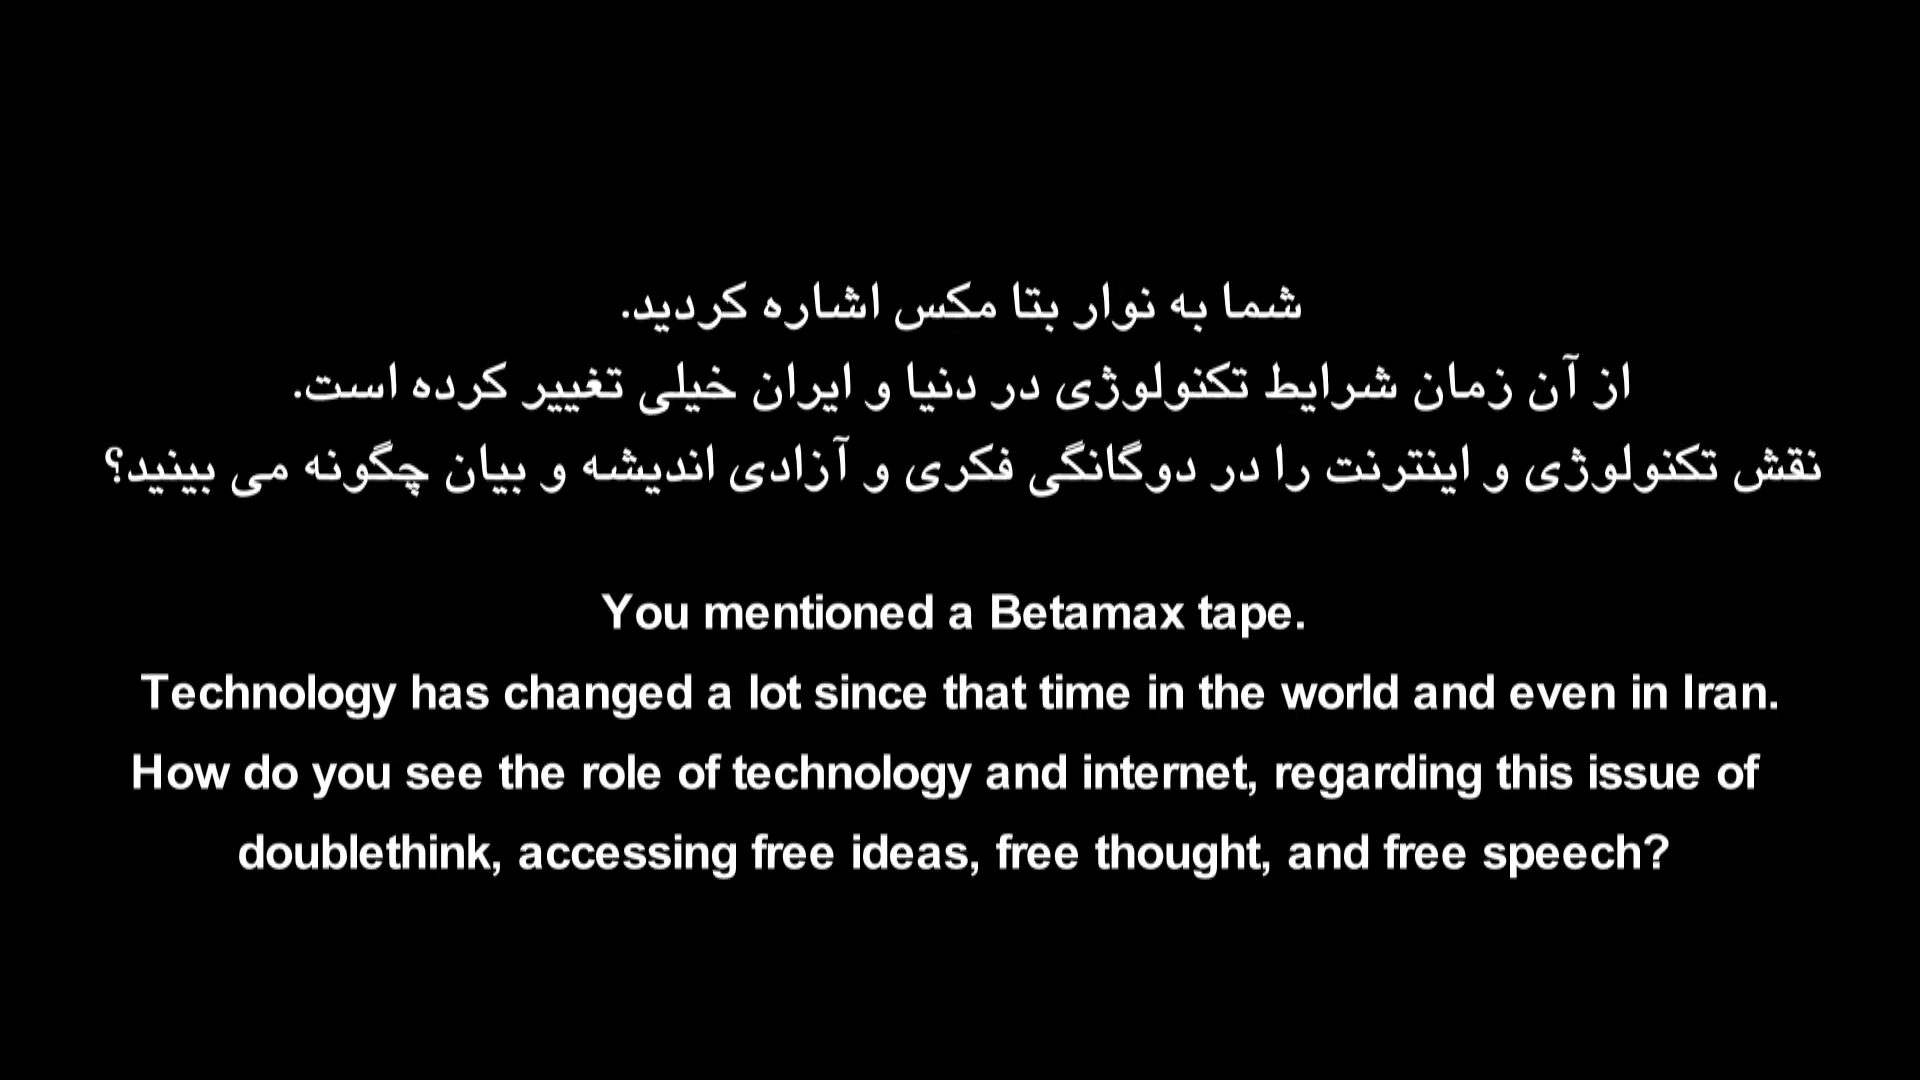 شما به نوار بتا مکس اشاره کردید.
از آن زمان شرایط تکنولوژی در دنیا و ایران خیلی تغییر کرده است.
نقش تکنولوژی و اینترنت را در دوگانگی فکری و آزادی اندیشه و بیان چگونه می بینید؟
You mentioned a Betamax tape.
Technology has changed a lot since that time in the world and even in Iran.
How do you see the role of technology and internet, regarding this issue of
doublethink, accessing free ideas, free thought, and free speech?